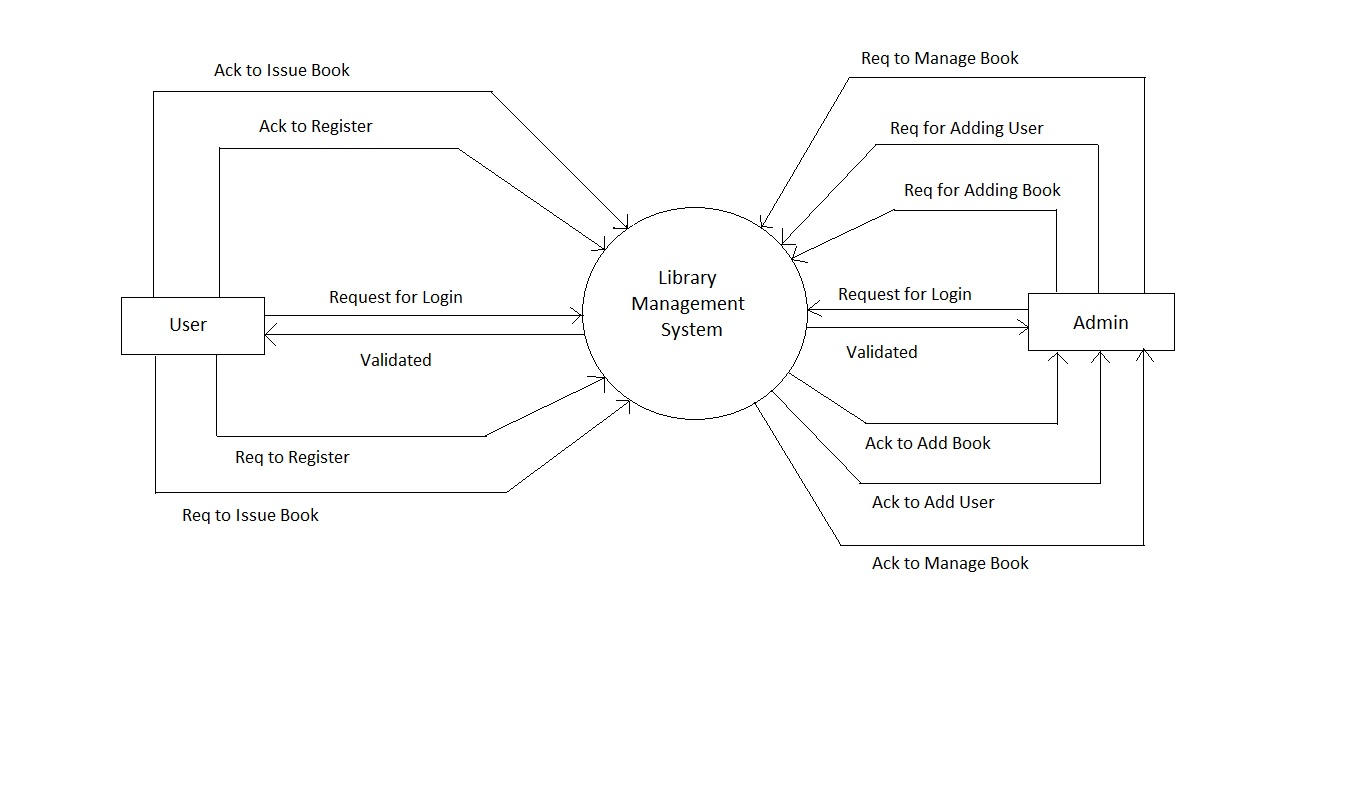 Req to Manage Book
Ack to Issue Book
Ack to Register
Req for Adding User
Req for Adding Book
Library
Management
System
Request for Login
Request for Login
User
Admin
Validated
Validated
Ack to Add Book
Req to Register
Ack to Add User
Req to Issue Book
Ack to Manage Book